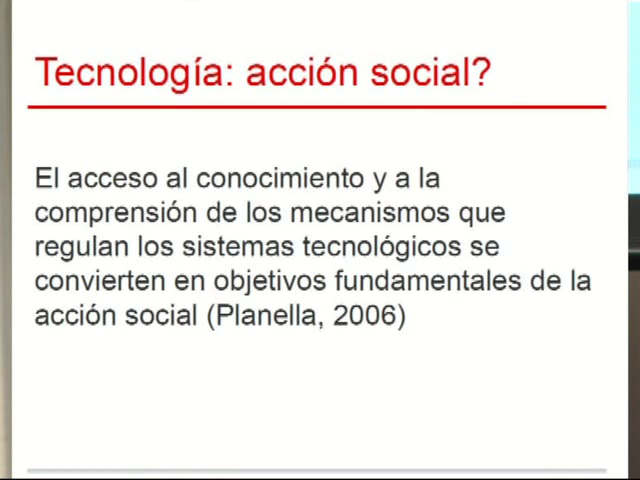 Tecnología: acción social?
El acceso al conocimiento y a la
comprensión de los mecanismos que
regulan los sistemas tecnológicos se
convierten en objetivos fundamentales de la
acción social (Planella, 2006)